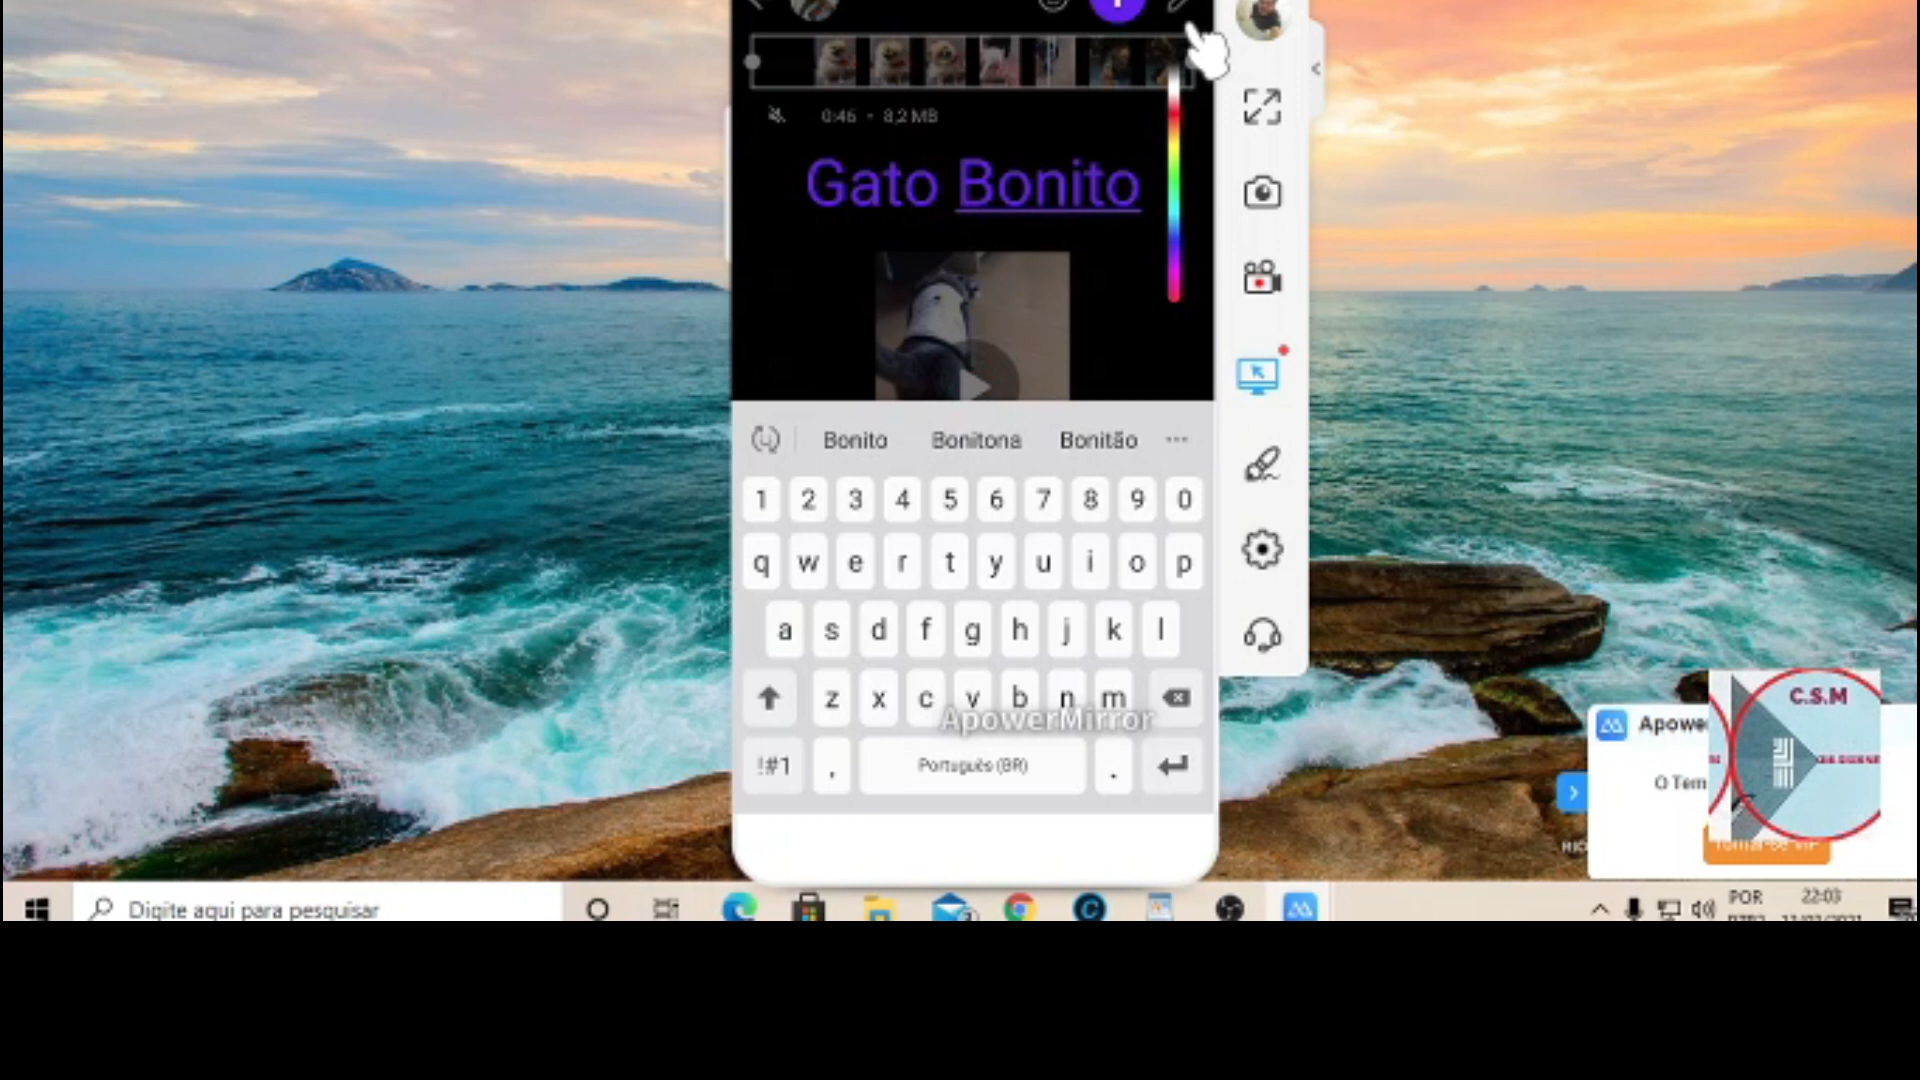 0:46 • 8,2 MB
Gato Bonito
Bonito Bonitona Bonitão ...
1 2 3 4 5 6 7 8 9 0
q w e r t y u i o p
a s d f g h j k l
z x c v b n m
ApowerMirror
!#1 , Português (BR) .
C.S.M
Apowe
O Tem
Digite aqui para pesquisar
POR
22:03